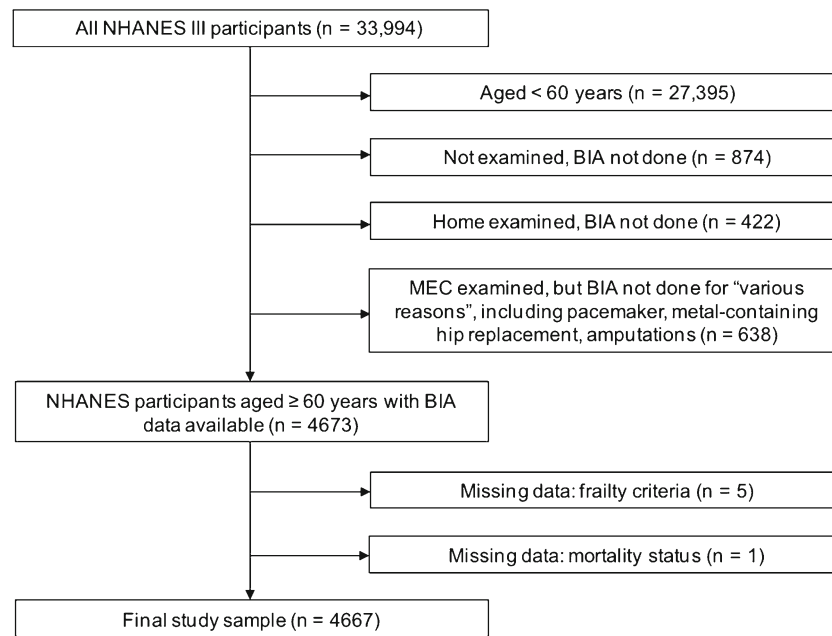 All NHANES III participants (n = 33,994)
Aged < 60 years (n = 27,395)
Not examined, BIA not done (n = 874)
Home examined, BIA not done (n = 422)
MEC examined, but BIA not done for “various
reasons”, including pacemaker, metal-containing
hip replacement, amputations (n = 638)
NHANES participants aged ≥ 60 years with BIA
data available (n = 4673)
Missing data: frailty criteria (n = 5)
Missing data: mortality status (n = 1)
Final study sample (n = 4667)